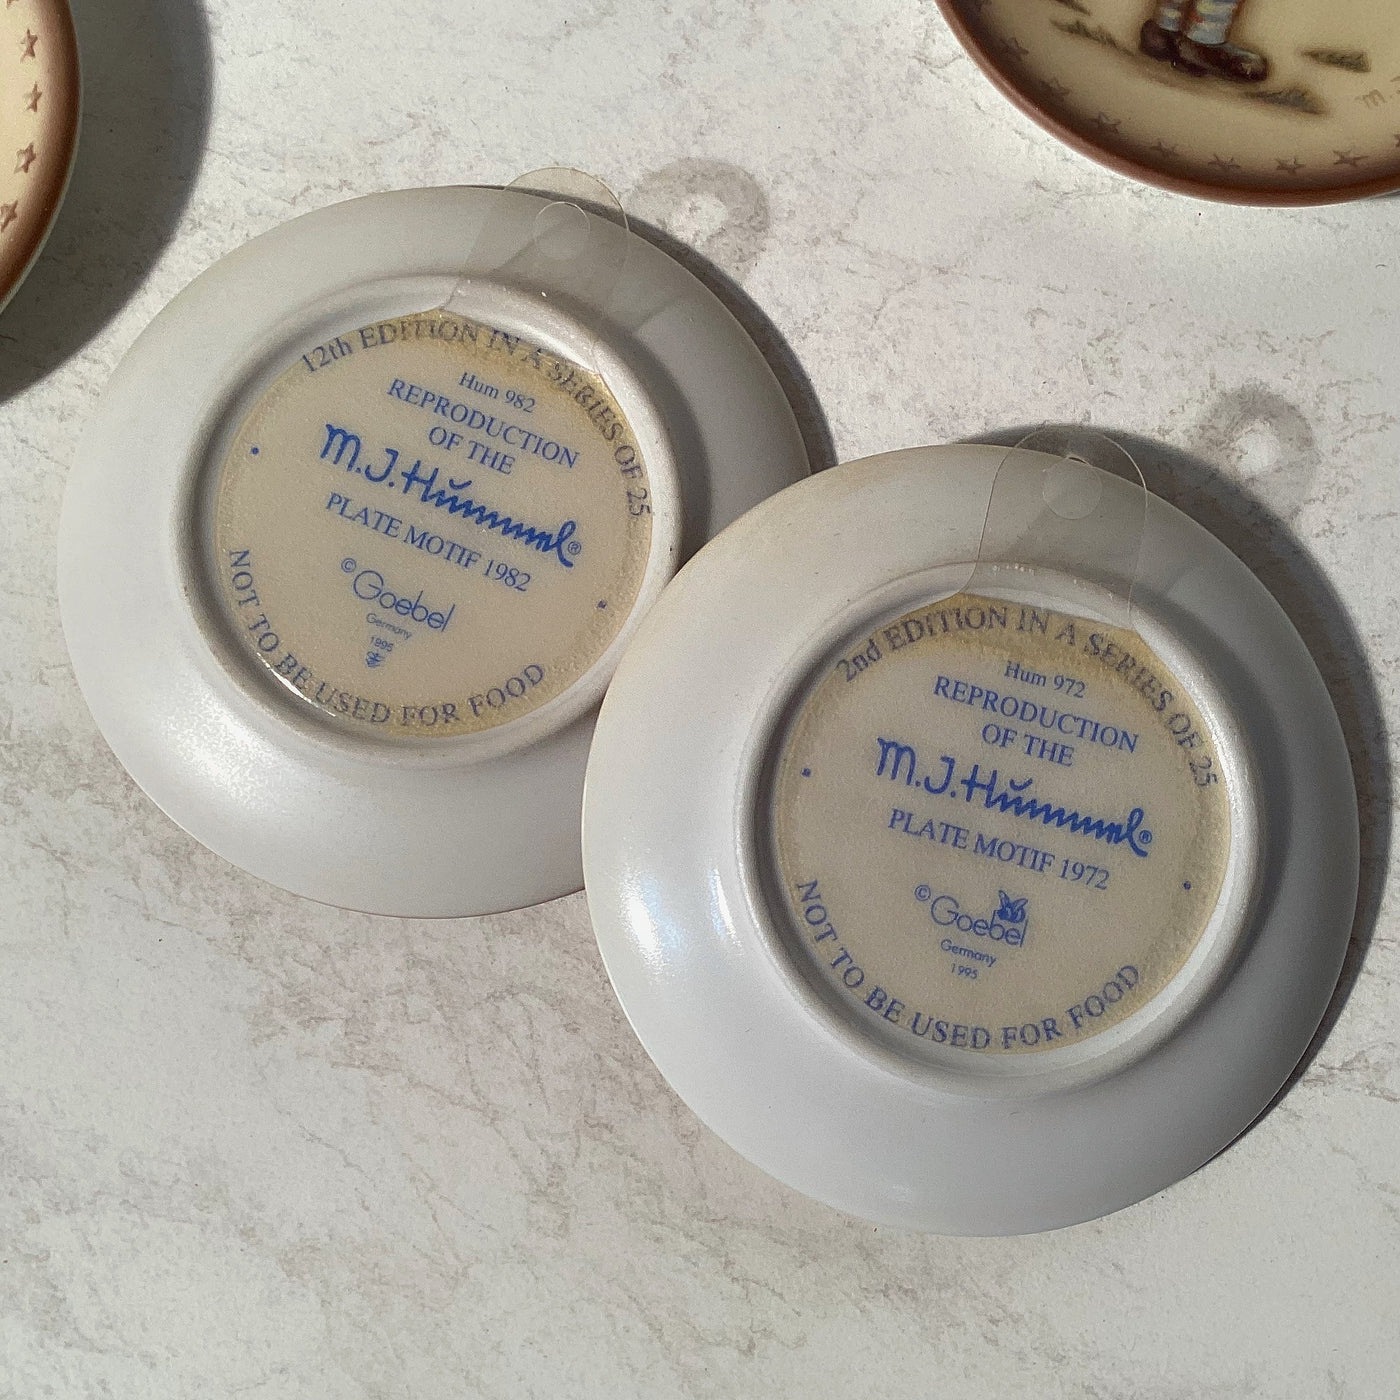 12th EDITION IN A SERIES OF 25
Hum 982
REPRODUCTION
OF THE
M.J.Hummel®
PLATE MOTIF 1982
© Goebel
Germany
1995
NOT TO BE USED FOR FOOD
2nd EDITION IN A SERIES OF 25
Hum 972
REPRODUCTION
OF THE
M.J.Hummel®
PLATE MOTIF 1972
© Goebel
Germany
1995
NOT TO BE USED FOR FOOD